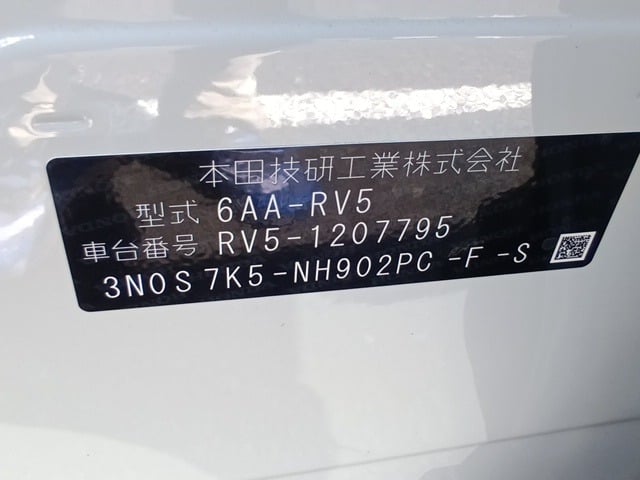 本田技研工業株式会社
型式 6AA-RV5
車台番号 RV5-1207795
3N0S7K5-NH902PC-F-S